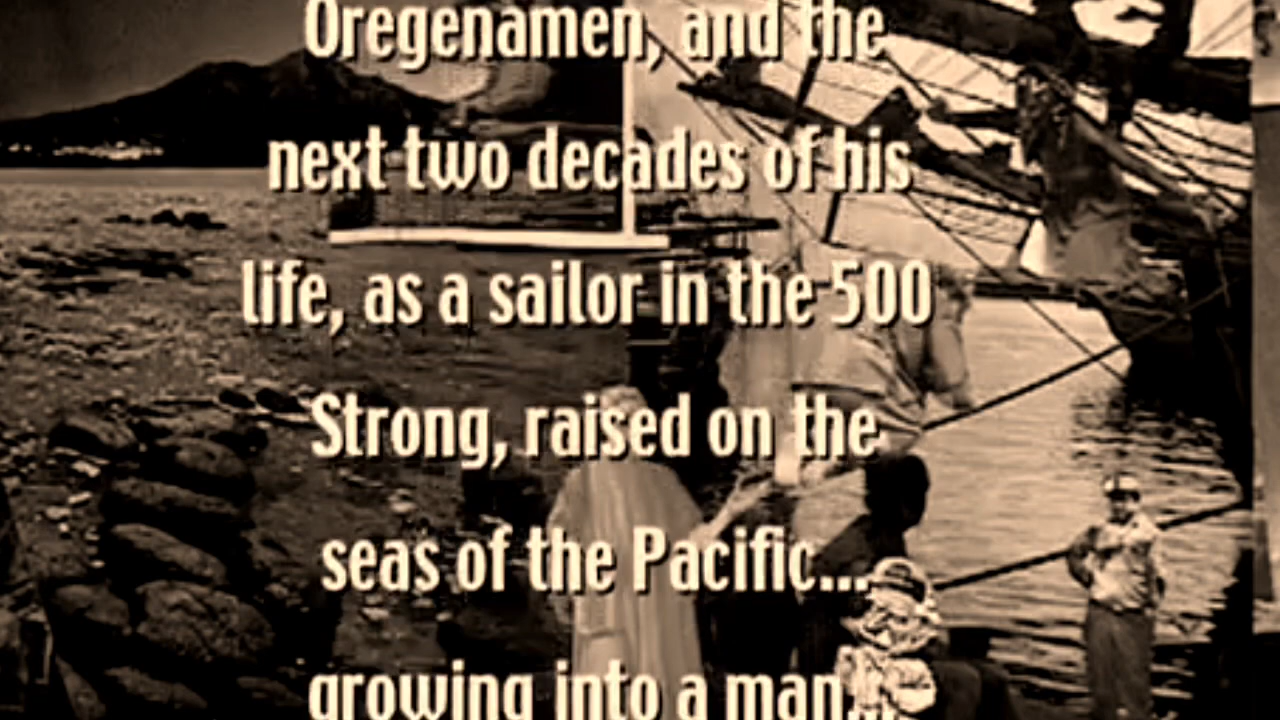 Oregenamen, and the
next two decades of his
life, as a sailor in the 500
Strong, raised on the
seas of the Pacific...
growing into a man...